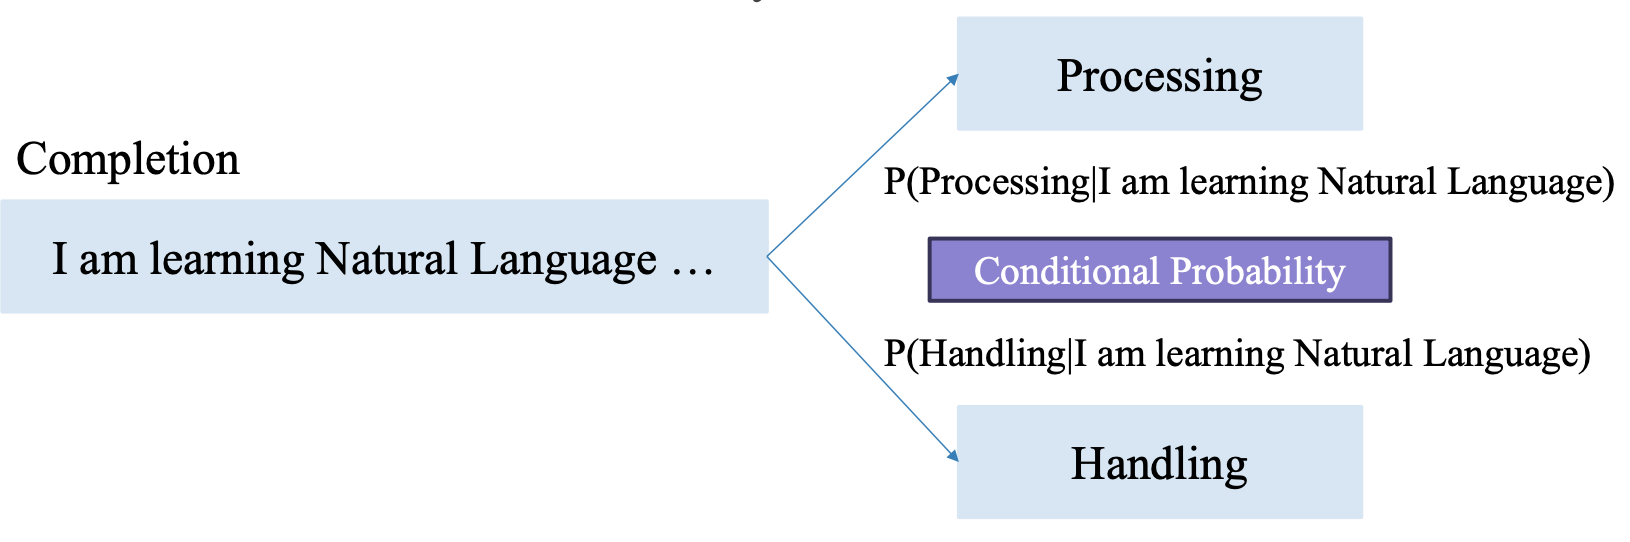 Completion
I am learning Natural Language …
Processing
P(Processing|I am learning Natural Language)
Conditional Probability
P(Handling|I am learning Natural Language)
Handling